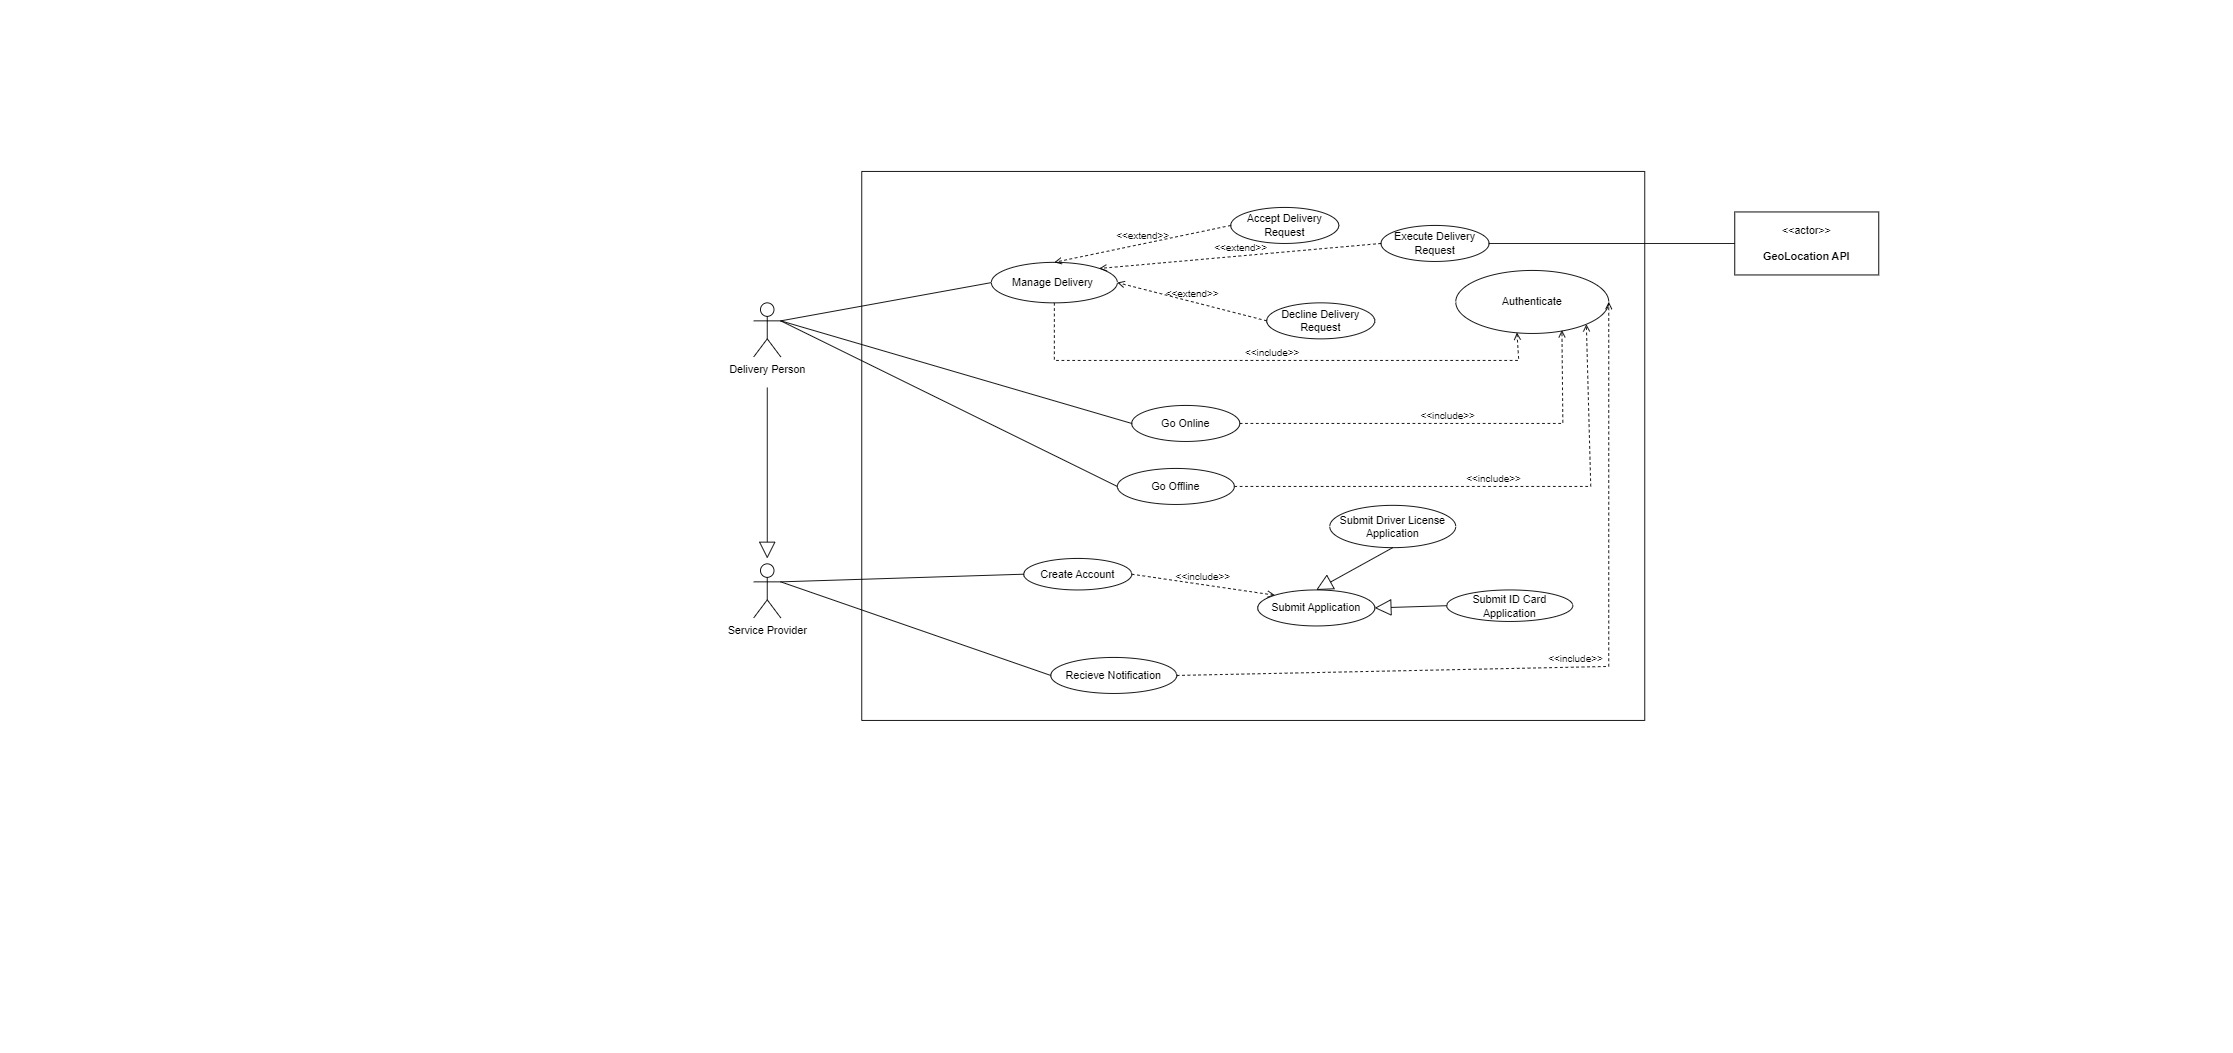 Accept Delivery
Request
<<extend>>
Execute Delivery
Request
<<extend>>
<<actor>>
GeoLocation API
Manage Delivery
<<extend>>
Authenticate
Decline Delivery
Request
<<include>>
Delivery Person
Go Online
<<include>>
Go Offline
<<include>>
Submit Driver License
Application
Create Account
<<include>>
Submit Application
Submit ID Card
Application
Service Provider
Recieve Notification
<<include>>